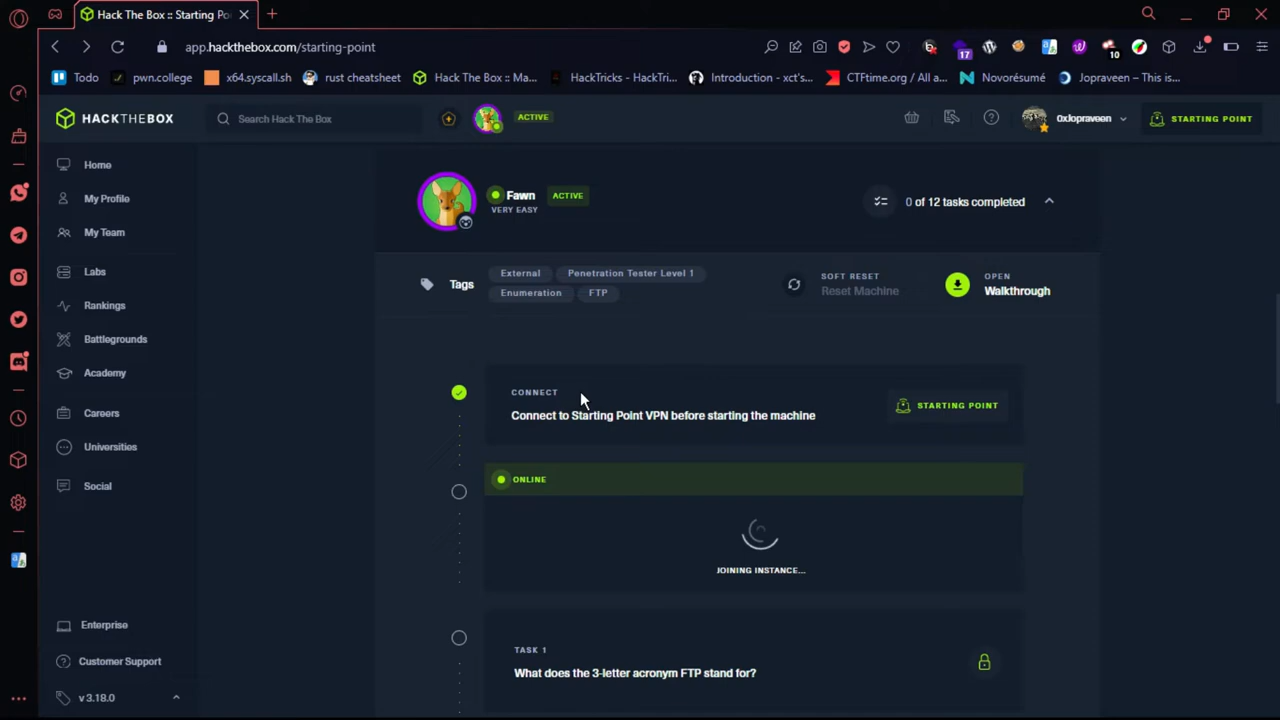 Hack The Box :: Starting Po
app.hackthebox.com/starting-point
17
10
Todo
pwn.college
x64.syscall.sh
rust cheatsheet
Hack The Box :: Ma...
HackTricks - HackTri...
Introduction - xct's...
CTFtime.org / All a...
Novorésumé
Jopraveen – This is...
HACKTHEBOX
Search Hack The Box
ACTIVE
0xJopraveen
STARTING POINT
Home
My Profile
My Team
Labs
Rankings
Battlegrounds
Academy
Careers
Universities
Social
Enterprise
Customer Support
v 3.18.0
Fawn
ACTIVE
VERY EASY
0 of 12 tasks completed
Tags
External
Penetration Tester Level 1
Enumeration
FTP
SOFT RESET
Reset Machine
OPEN
Walkthrough
CONNECT
Connect to Starting Point VPN before starting the machine
STARTING POINT
ONLINE
JOINING INSTANCE...
TASK 1
What does the 3-letter acronym FTP stand for?